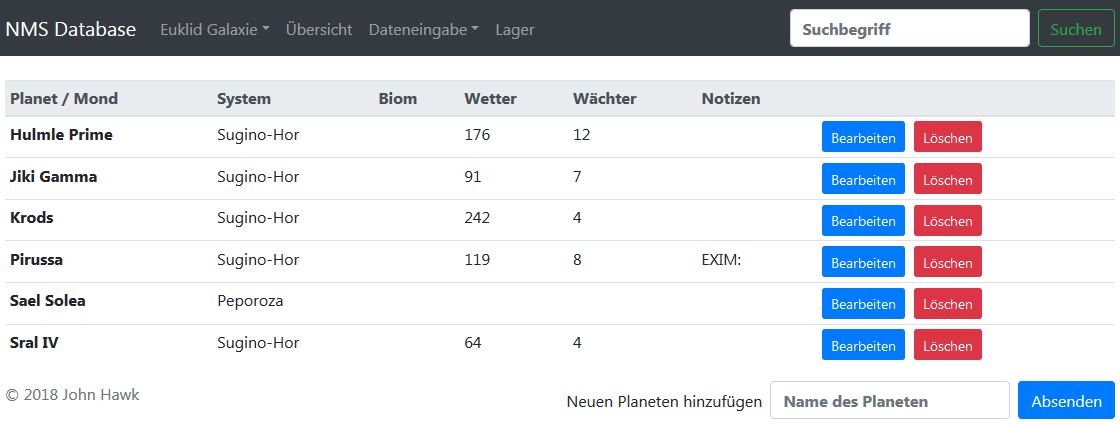 NMS Database Euklid Galaxie Übersicht Dateneingabe Lager Suchbegriff Suchen
Planet / Mond System Biom Wetter Wächter Notizen
Hulmle Prime Sugino-Hor 176 12 Bearbeiten Löschen
Jiki Gamma Sugino-Hor 91 7 Bearbeiten Löschen
Krods Sugino-Hor 242 4 Bearbeiten Löschen
Pirussa Sugino-Hor 119 8 EXIM: Bearbeiten Löschen
Sael Solea Peporoza Bearbeiten Löschen
Sral IV Sugino-Hor 64 4 Bearbeiten Löschen
© 2018 John Hawk Neuen Planeten hinzufügen Name des Planeten Absenden